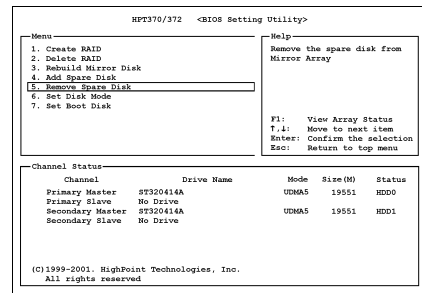 HPT370/372 <BIOS Setting Utility>
Menu
1. Create RAID
2. Delete RAID
3. Rebuild Mirror Disk
4. Add Spare Disk
5. Remove Spare Disk
6. Set Disk Mode
7. Set Boot Disk
Help
Remove the spare disk from
Mirror Array
F1: View Array Status
↑,↓: Move to next item
Enter: Confirm the selection
Esc: Return to top menu
Channel Status
Channel Drive Name Mode Size(M) Status
Primary Master ST320414A UDMA5 19551 HDD0
Primary Slave No Drive
Secondary Master ST320414A UDMA5 19551 HDD1
Secondary Slave No Drive
(C)1999-2001. HighPoint Technologies, Inc.
All rights reserved